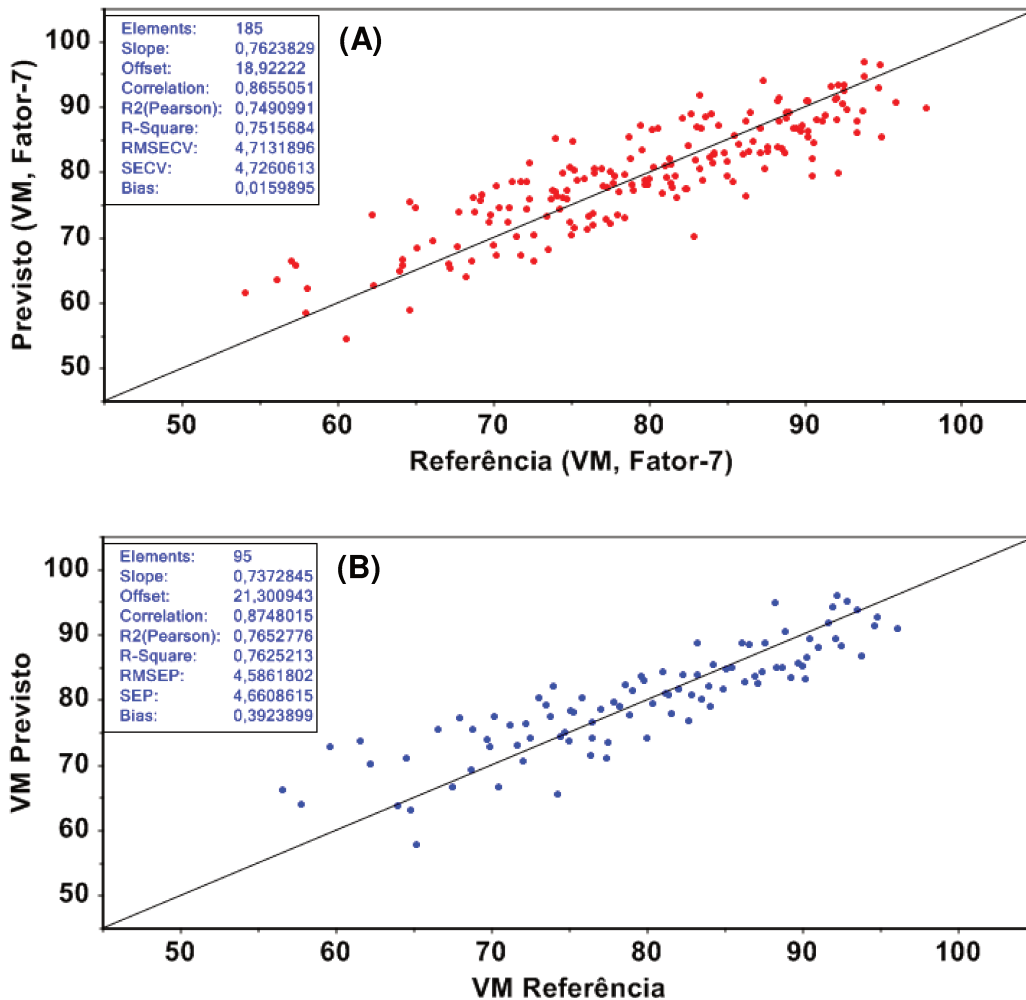 (A)
Elements: 185
Slope: 0,7623829
Offset: 18,92222
Correlation: 0,8655051
R2(Pearson): 0,7490991
R-Square: 0,7515684
RMSECV: 4,7131896
SECV: 4,7260613
Bias: 0,0159895
Previsto (VM, Fator-7)
100
90
80
70
60
50
50 60 70 80 90 100
Referência (VM, Fator-7)
(B)
Elements: 95
Slope: 0,7372845
Offset: 21,300943
Correlation: 0,8748015
R2(Pearson): 0,7652776
R-Square: 0,7625213
RMSEP: 4,5861802
SEP: 4,6608615
Bias: 0,3923899
VM Previsto
100
90
80
70
60
50
50 60 70 80 90 100
VM Referência